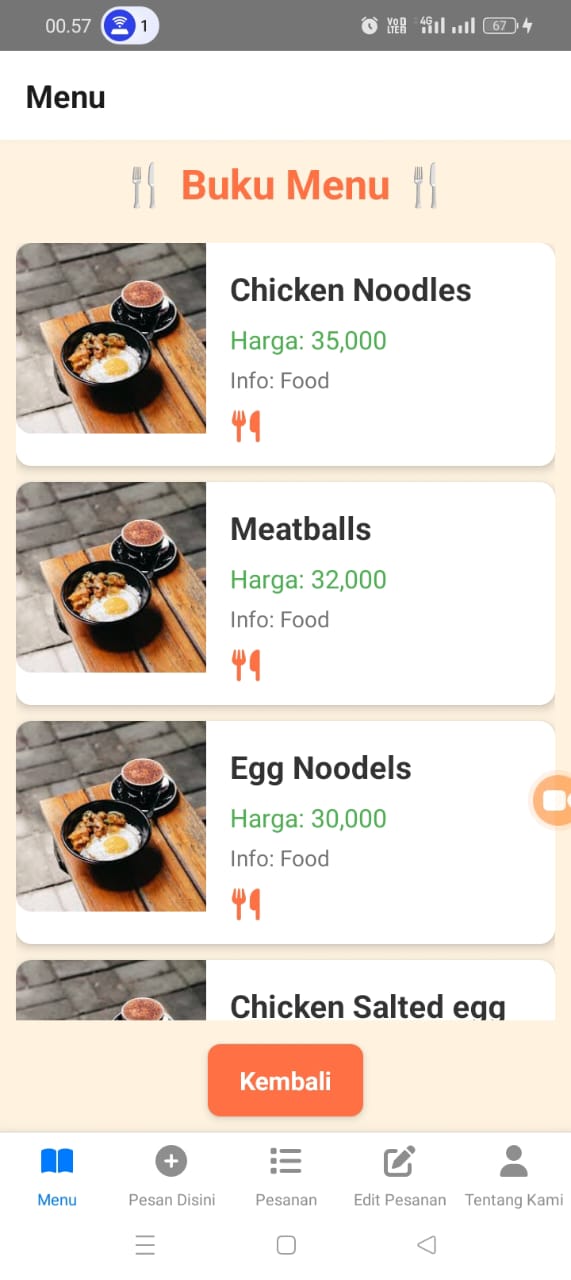 00.57
1
VoD
LTED
4G
67
Menu
Buku Menu
Chicken Noodles
Harga: 35,000
Info: Food
Meatballs
Harga: 32,000
Info: Food
Egg Noodels
Harga: 30,000
Info: Food
Chicken Salted egg
Kembali
Menu
Pesan Disini
Pesanan
Edit Pesanan
Tentang Kami